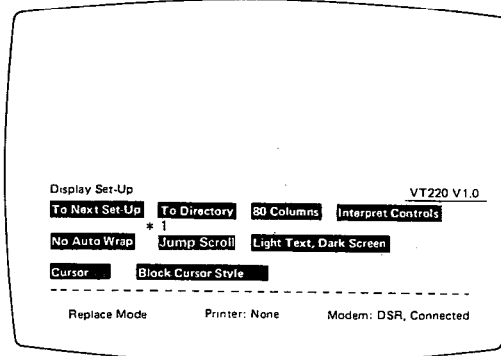 Display Set-Up
VT220 V1.0
To Next Set-Up To Directory 80 Columns Interpret Controls
* 1
No Auto Wrap Jump Scroll Light Text, Dark Screen
Cursor Block Cursor Style
Replace Mode Printer: None Modem: DSR, Connected